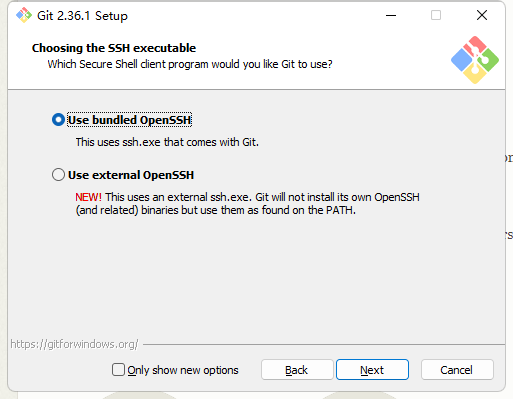 Git 2.36.1 Setup
Choosing the SSH executable
Which Secure Shell client program would you like Git to use?
Use bundled OpenSSH
This uses ssh.exe that comes with Git.
Use external OpenSSH
NEW! This uses an external ssh.exe. Git will not install its own OpenSSH
(and related) binaries but use them as found on the PATH.
https://gitforwindows.org/
Only show new options
Back
Next
Cancel